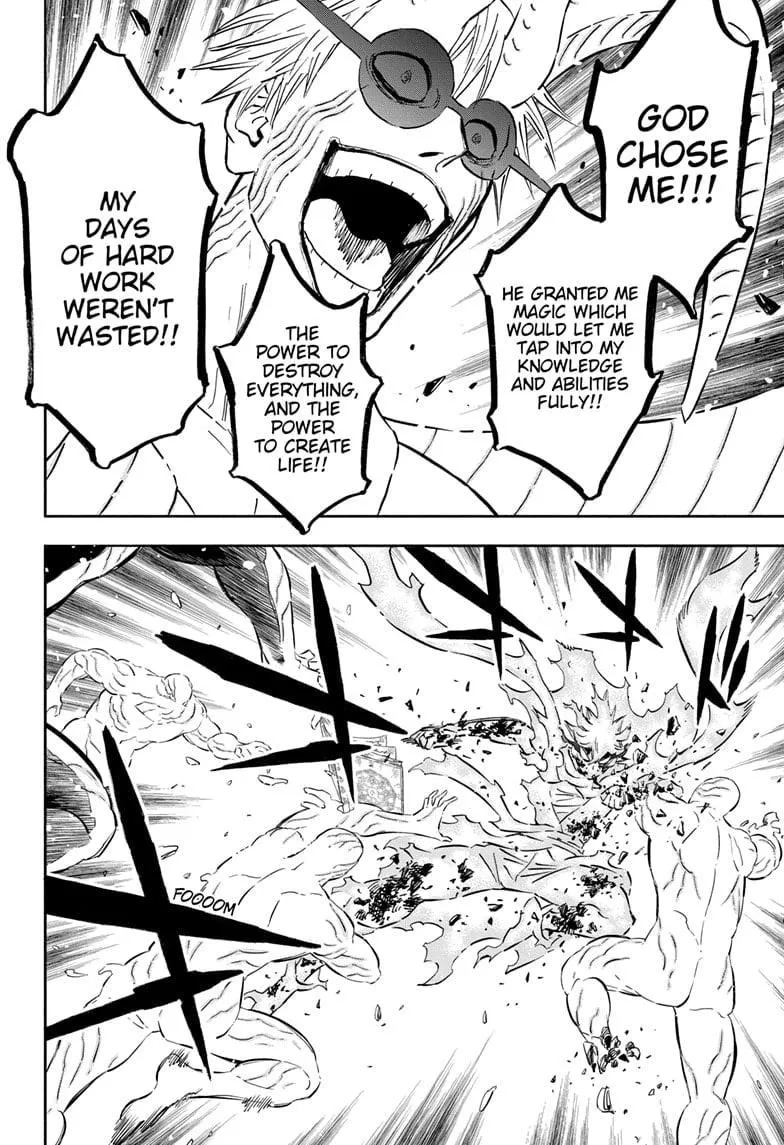 GOD
CHOSE
ME!!!
HE GRANTED ME
MAGIC WHICH
WOULD LET ME
TAP INTO MY
KNOWLEDGE
AND ABILITIES
FULLY!!
THE
POWER TO
DESTROY
EVERYTHING,
AND THE
POWER
TO CREATE
LIFE!!
MY
DAYS
OF HARD
WORK
WEREN'T
WASTED!!
FOOOOM